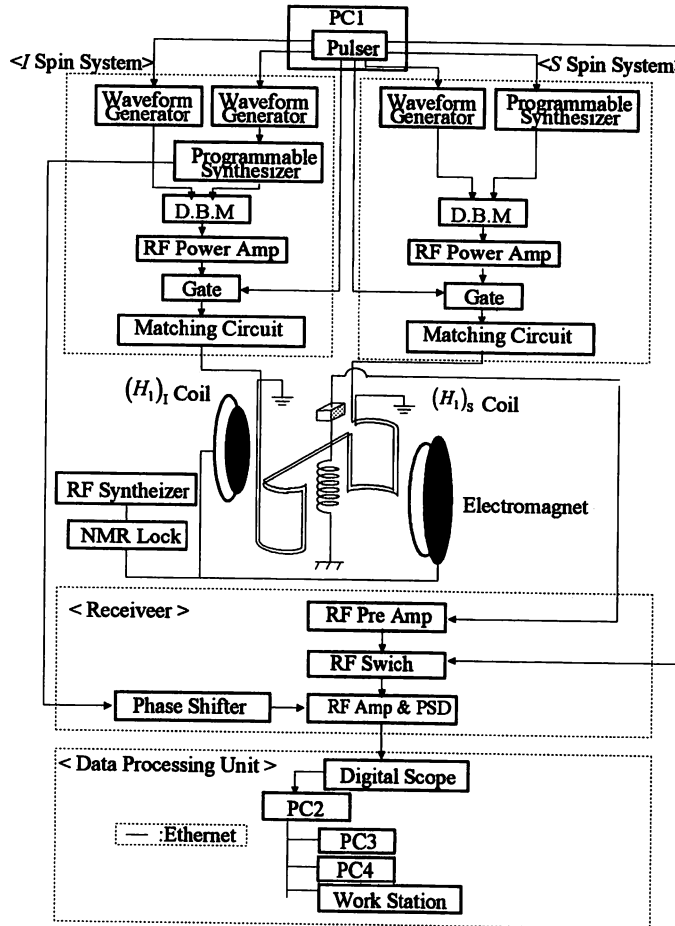 PC1
Pulser
<I Spin System>
<S Spin System>
Waveform
Generator
Waveform
Generator
Programmable
Synthesizer
D.B.M
RF Power Amp
Gate
Matching Circuit
Waveform
Generator
Programmable
Synthesizer
D.B.M
RF Power Amp
Gate
Matching Circuit
(H1)I Coil
(H1)S Coil
RF Syntheizer
NMR Lock
Electromagnet
< Receiveer >
RF Pre Amp
RF Swich
Phase Shifter
RF Amp & PSD
< Data Processing Unit >
Digital Scope
PC2
— :Ethernet
PC3
PC4
Work Station